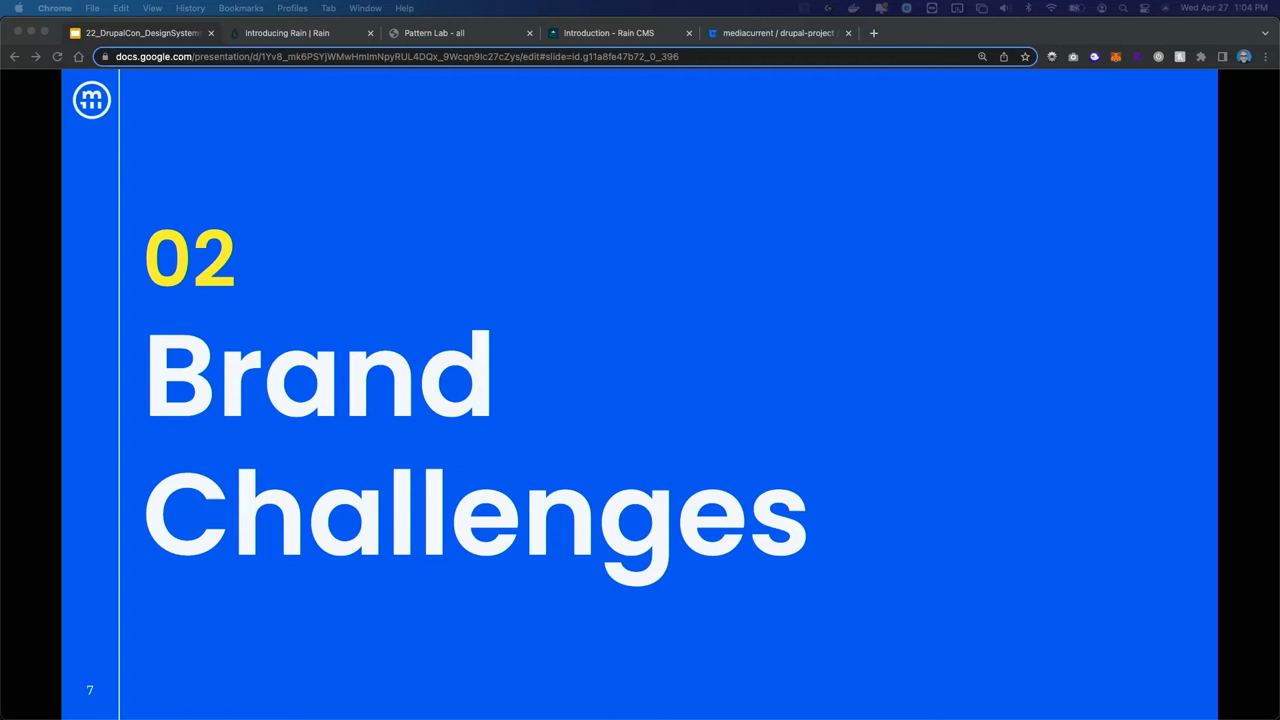 Chrome File Edit View History Bookmarks Profiles Tab Window Help Wed Apr 27 1:04 PM
22_DrupalCon_DesignSystem Introducing Rain | Rain Pattern Lab - all Introduction - Rain CMS mediacurrent / drupal-project
docs.google.com/presentation/d/1Yv8_mk6PSYjWMwHmImNpyRUL4DQx_9Wcqn9Ic27cZys/edit#slide=id.g11a8fe47b72_0_396
02
Brand
Challenges
7